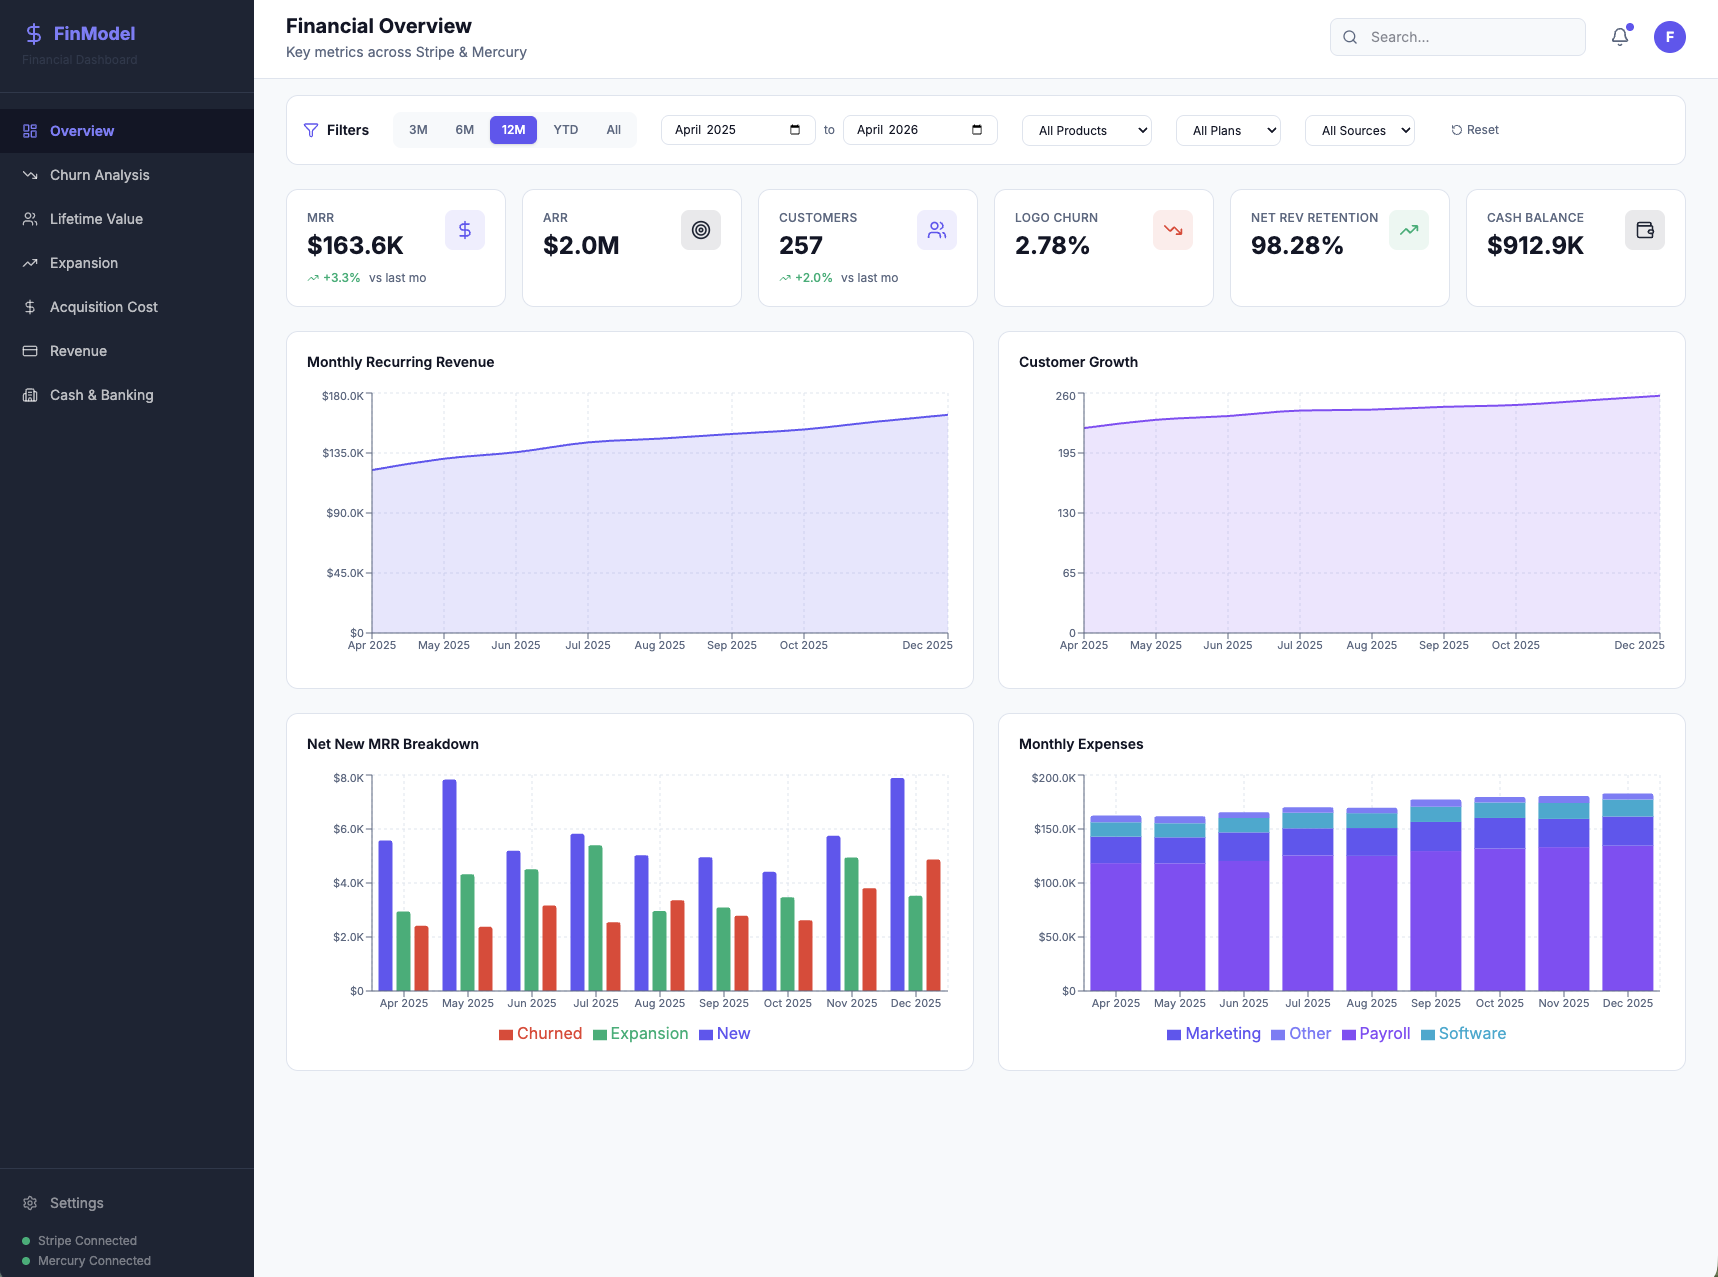 FinModel
Financial Dashboard
Overview
Churn Analysis
Lifetime Value
Expansion
Acquisition Cost
Revenue
Cash & Banking
Settings
Stripe Connected
Mercury Connected
Financial Overview
Key metrics across Stripe & Mercury
Search...
F
Filters 3M 6M 12M YTD All April 2025 to April 2026 All Products All Plans All Sources Reset
MRR
$163.6K
+3.3% vs last mo
ARR
$2.0M
CUSTOMERS
257
+2.0% vs last mo
LOGO CHURN
2.78%
NET REV RETENTION
98.28%
CASH BALANCE
$912.9K
Monthly Recurring Revenue
$180.0K
$135.0K
$90.0K
$45.0K
$0
Apr 2025 May 2025 Jun 2025 Jul 2025 Aug 2025 Sep 2025 Oct 2025 Dec 2025
Customer Growth
260
195
130
65
0
Apr 2025 May 2025 Jun 2025 Jul 2025 Aug 2025 Sep 2025 Oct 2025 Dec 2025
Net New MRR Breakdown
$8.0K
$6.0K
$4.0K
$2.0K
$0
Apr 2025 May 2025 Jun 2025 Jul 2025 Aug 2025 Sep 2025 Oct 2025 Nov 2025 Dec 2025
Churned Expansion New
Monthly Expenses
$200.0K
$150.0K
$100.0K
$50.0K
$0
Apr 2025 May 2025 Jun 2025 Jul 2025 Aug 2025 Sep 2025 Oct 2025 Nov 2025 Dec 2025
Marketing Other Payroll Software